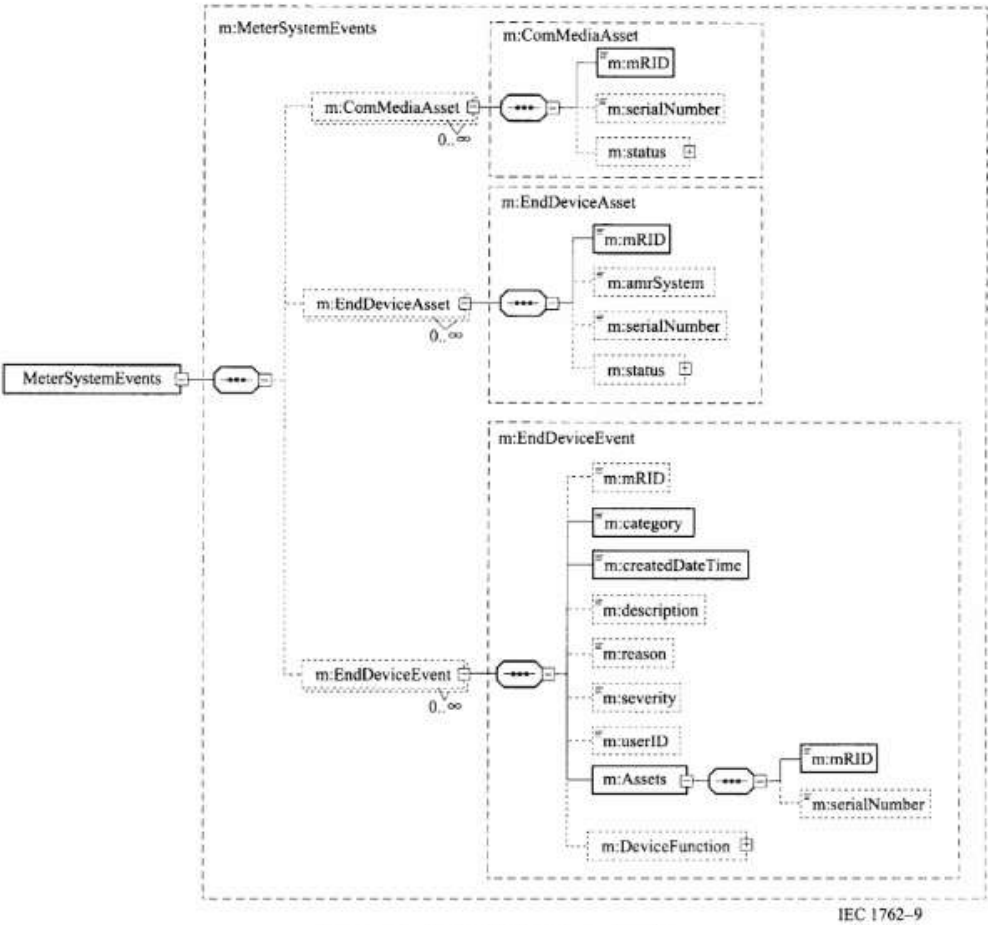 m:MeterSystemEvents
m:ComMediaAsset
m:mRID
m:ComMediaAsset
0..∞
m:serialNumber
m:status
m:EndDeviceAsset
m:mRID
m:amrSystem
m:EndDeviceAsset
0..∞
m:serialNumber
m:status
MeterSystemEvents
m:EndDeviceEvent
m:mRID
m:category
m:createdDateTime
m:description
m:reason
m:EndDeviceEvent
0..∞
m:severity
m:userID
m:Assets
m:mRID
m:serialNumber
m:DeviceFunction
IEC 1762–9